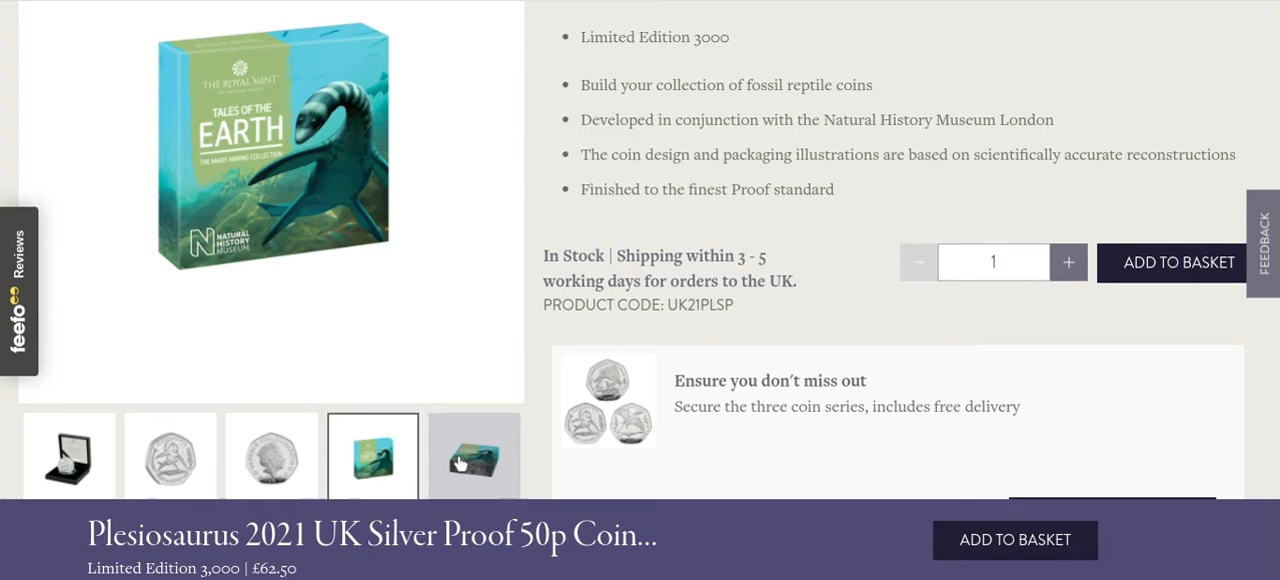 THE ROYAL MINT
TALES OF THE
EARTH
THE MARY ANNING COLLECTION
N NATURAL
HISTORY
MUSEUM
Limited Edition 3000
Build your collection of fossil reptile coins
Developed in conjunction with the Natural History Museum London
The coin design and packaging illustrations are based on scientifically accurate reconstructions
Finished to the finest Proof standard
feefo Reviews
FEEDBACK
In Stock | Shipping within 3 - 5
working days for orders to the UK.
PRODUCT CODE: UK21PLSP
− 1 + ADD TO BASKET
Ensure you don't miss out
Secure the three coin series, includes free delivery
Plesiosaurus 2021 UK Silver Proof 50p Coin...
Limited Edition 3,000 | £62.50
ADD TO BASKET